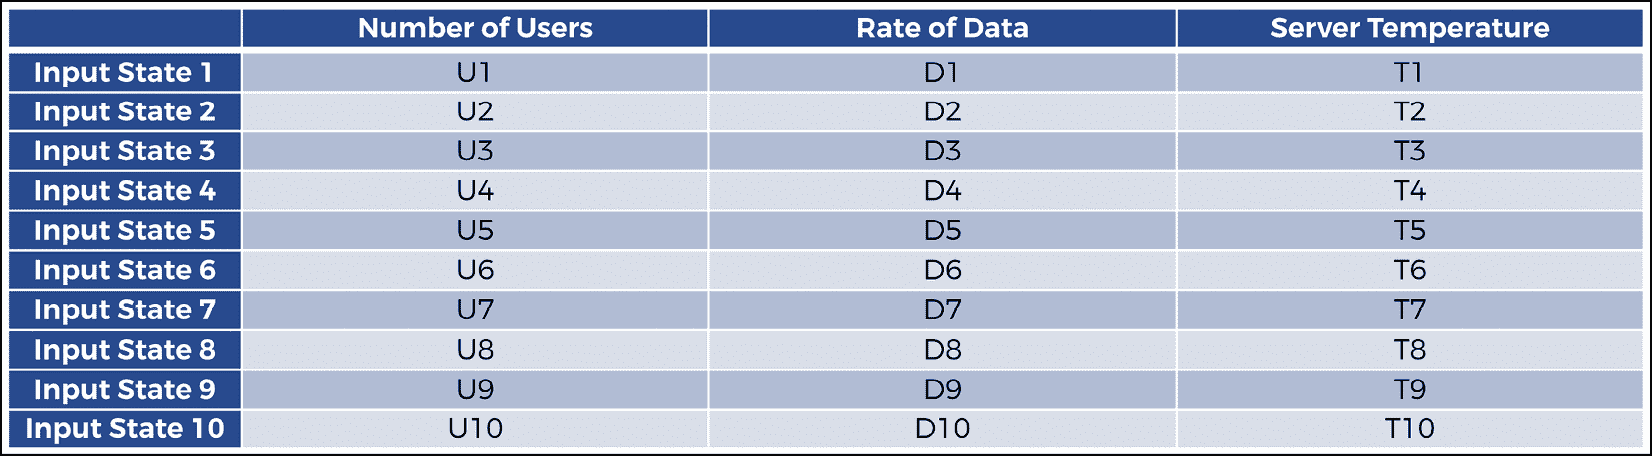 Number of Users Rate of Data Server Temperature
Input State 1 U1 D1 T1
Input State 2 U2 D2 T2
Input State 3 U3 D3 T3
Input State 4 U4 D4 T4
Input State 5 U5 D5 T5
Input State 6 U6 D6 T6
Input State 7 U7 D7 T7
Input State 8 U8 D8 T8
Input State 9 U9 D9 T9
Input State 10 U10 D10 T10